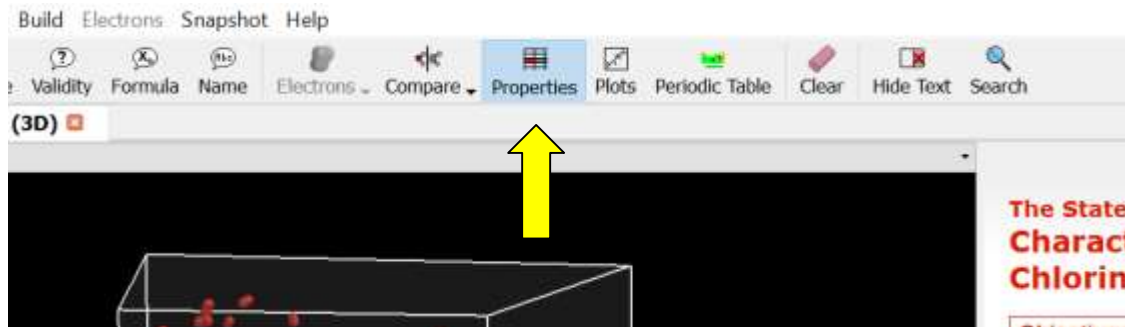 Build Electrons Snapshot Help
Validity Formula Name Electrons Compare Properties Plots Periodic Table Clear Hide Text Search
(3D)
The State
Charact
Chlorin